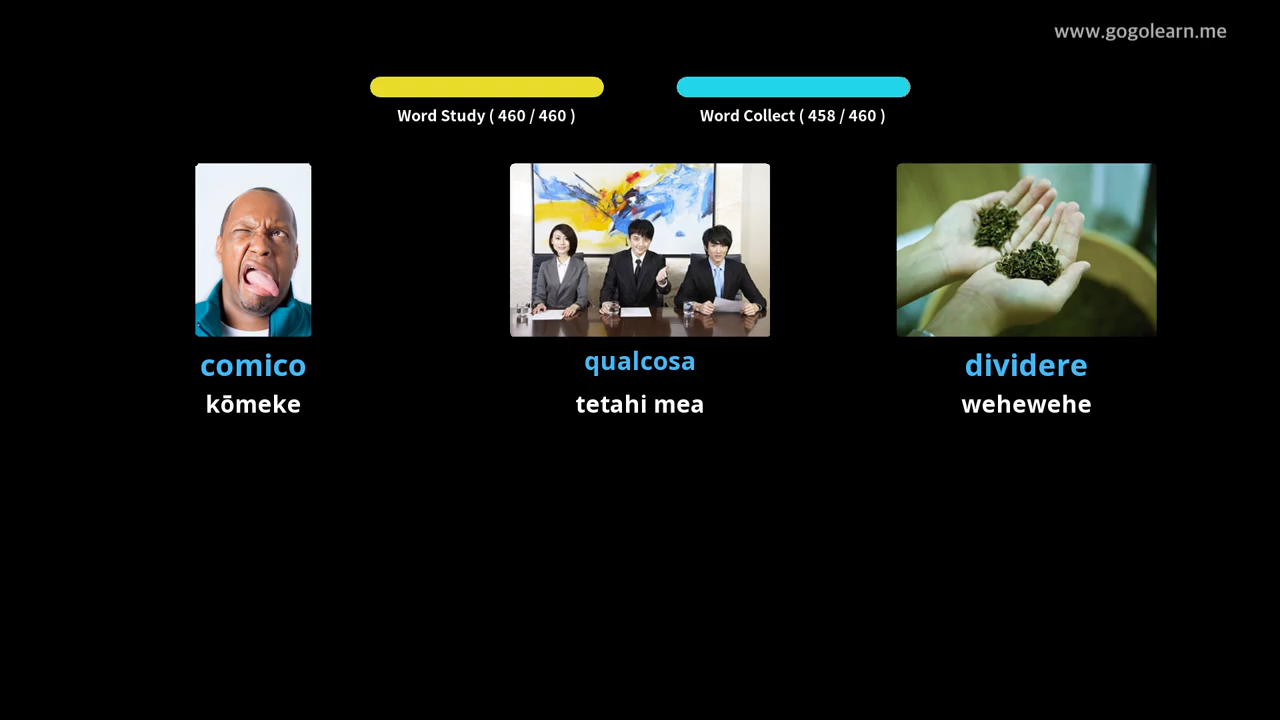 www.gogolearn.me
Word Study ( 460 / 460 )
Word Collect ( 458 / 460 )
comico
qualcosa
dividere
kōmeke
tetahi mea
wehewehe